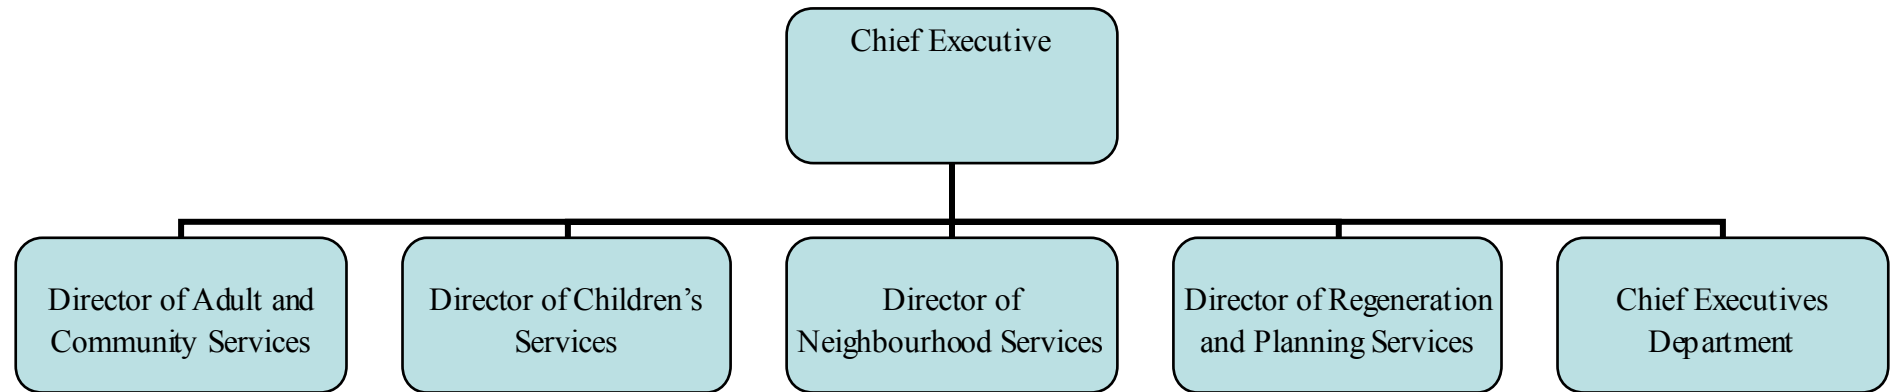 Chief Executive
Director of Adult and
Community Services
Director of Children’s
Services
Director of
Neighbourhood Services
Director of Regeneration
and Planning Services
Chief Executives
Department